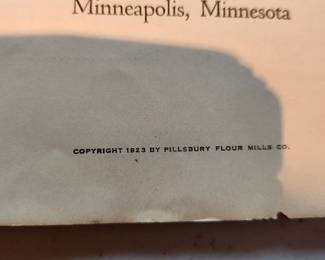 Minneapolis, Minnesota
COPYRIGHT 1923 BY PILLSBURY FLOUR MILLS CO.